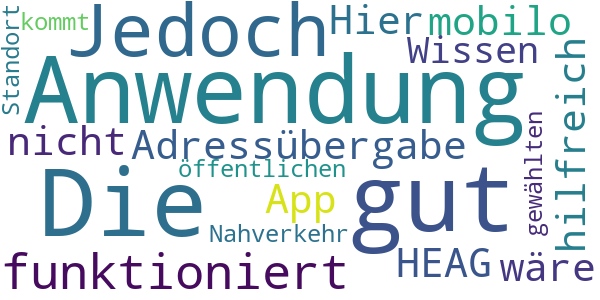 kommt
Jedoch
Hier
mobilo
Standort
Wissen
Anwendung
hilfreich
nicht
Adressübergabe
gewählten
öffentlichen
Die
App
gut
Nahverkehr
HEAG
wäre
funktioniert